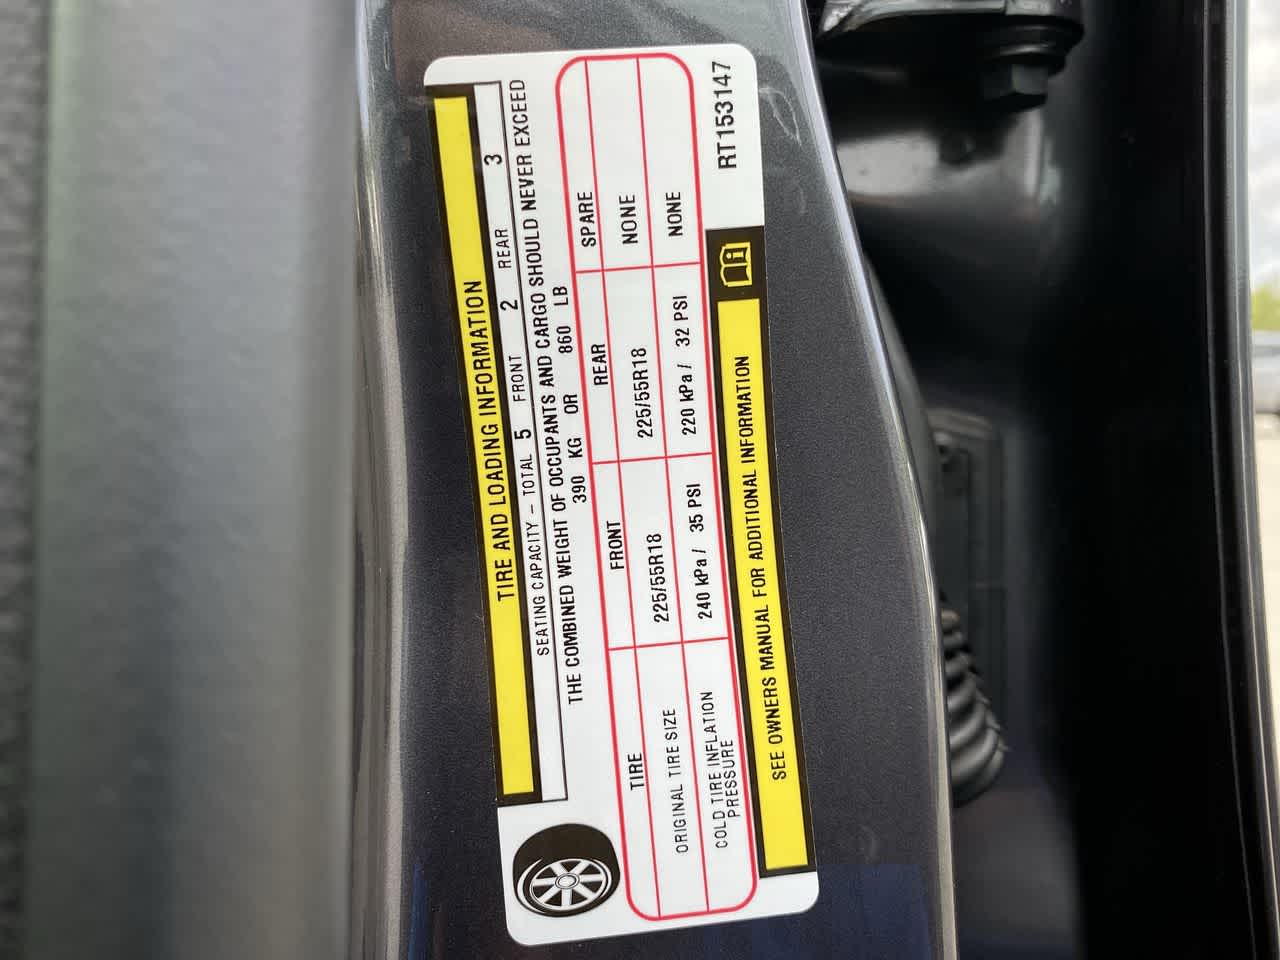 TIRE AND LOADING INFORMATION
SEATING CAPACITY – TOTAL 5 FRONT 2 REAR 3
THE COMBINED WEIGHT OF OCCUPANTS AND CARGO SHOULD NEVER EXCEED
390 KG OR 860 LB
TIRE FRONT REAR SPARE
ORIGINAL TIRE SIZE 225/55R18 225/55R18 NONE
COLD TIRE INFLATION PRESSURE 240 kPa / 35 PSI 220 kPa / 32 PSI NONE
SEE OWNERS MANUAL FOR ADDITIONAL INFORMATION
RT153147